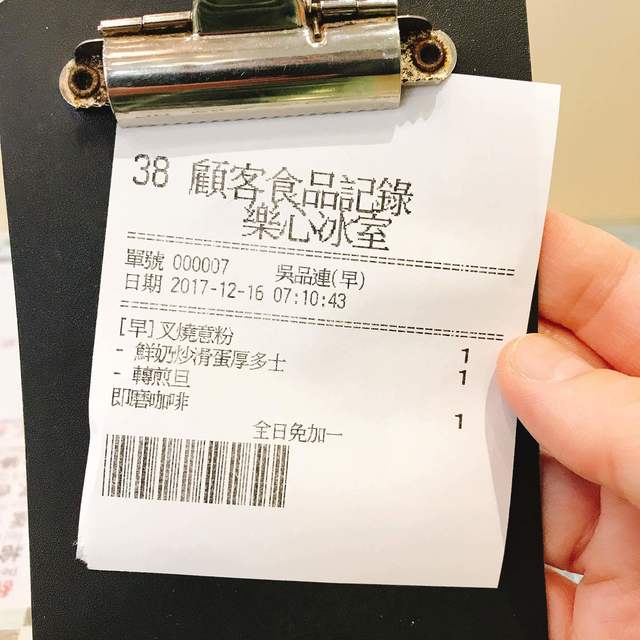 38 顧客食品記錄
樂心冰室
單號 000007 吳品連(早)
日期 2017-12-16 07:10:43
[早]叉燒意粉 1
- 鮮奶炒滑蛋厚多士 1
- 轉煎旦
即磨咖啡 1
全日免加一